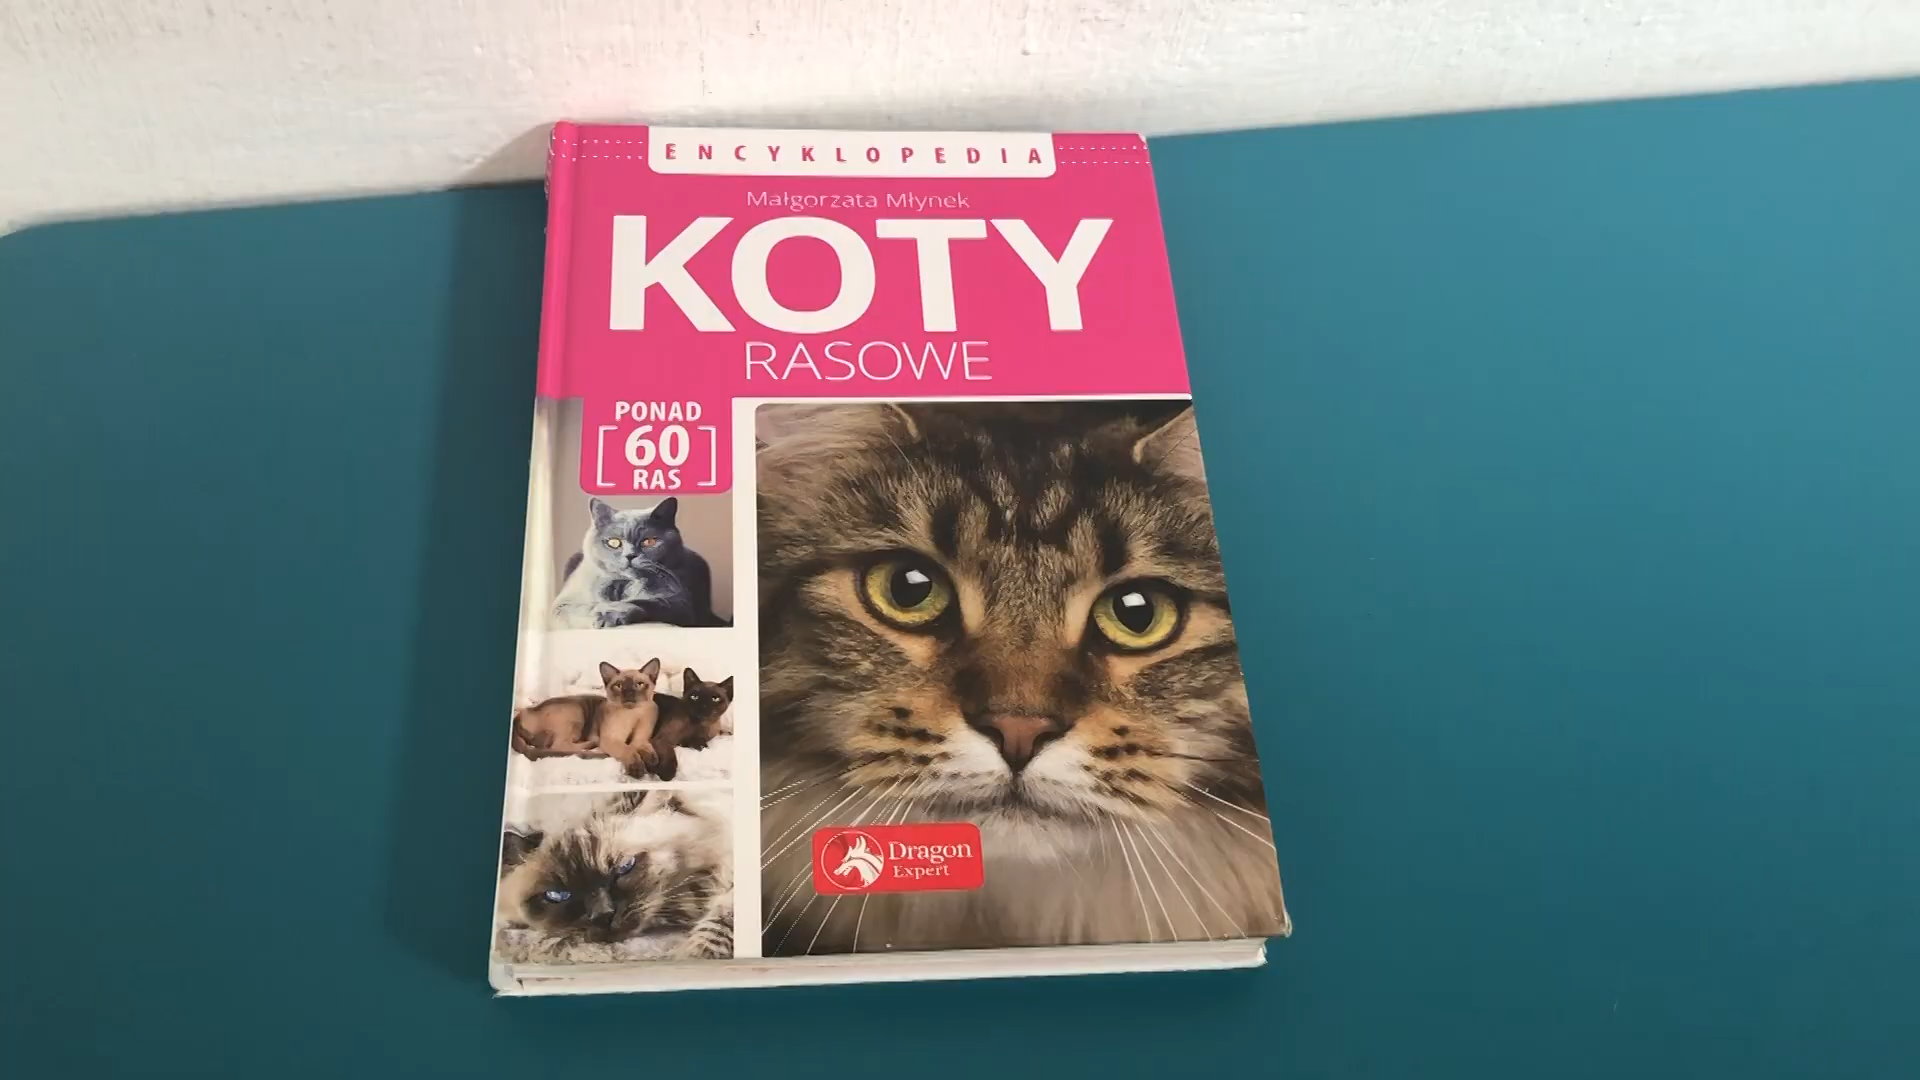 ENCYKLOPEDIA
Małgorzata Młynek
KOTY
RASOWE
PONAD
60
RAS
Dragon
Expert